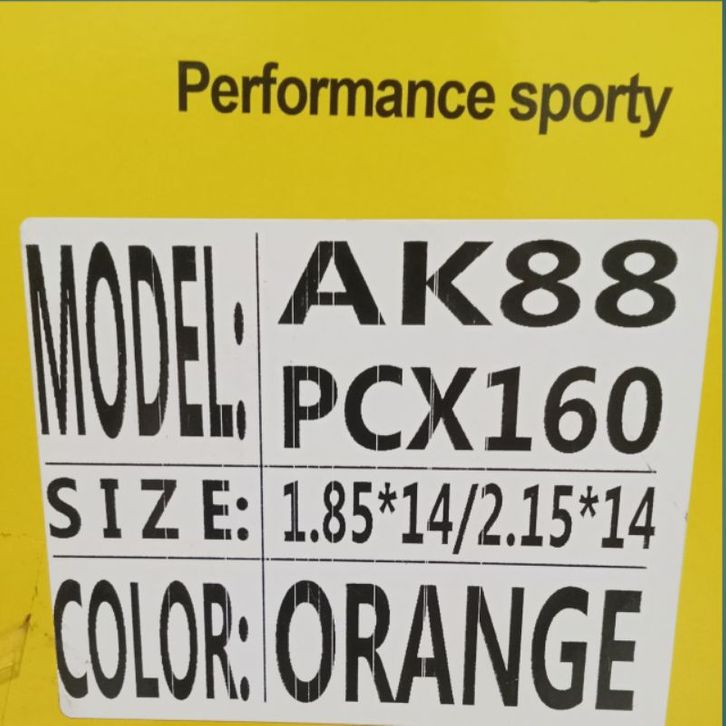 Performance sporty
MODEL: AK88
PCX160
SIZE: 1.85*14/2.15*14
COLOR: ORANGE